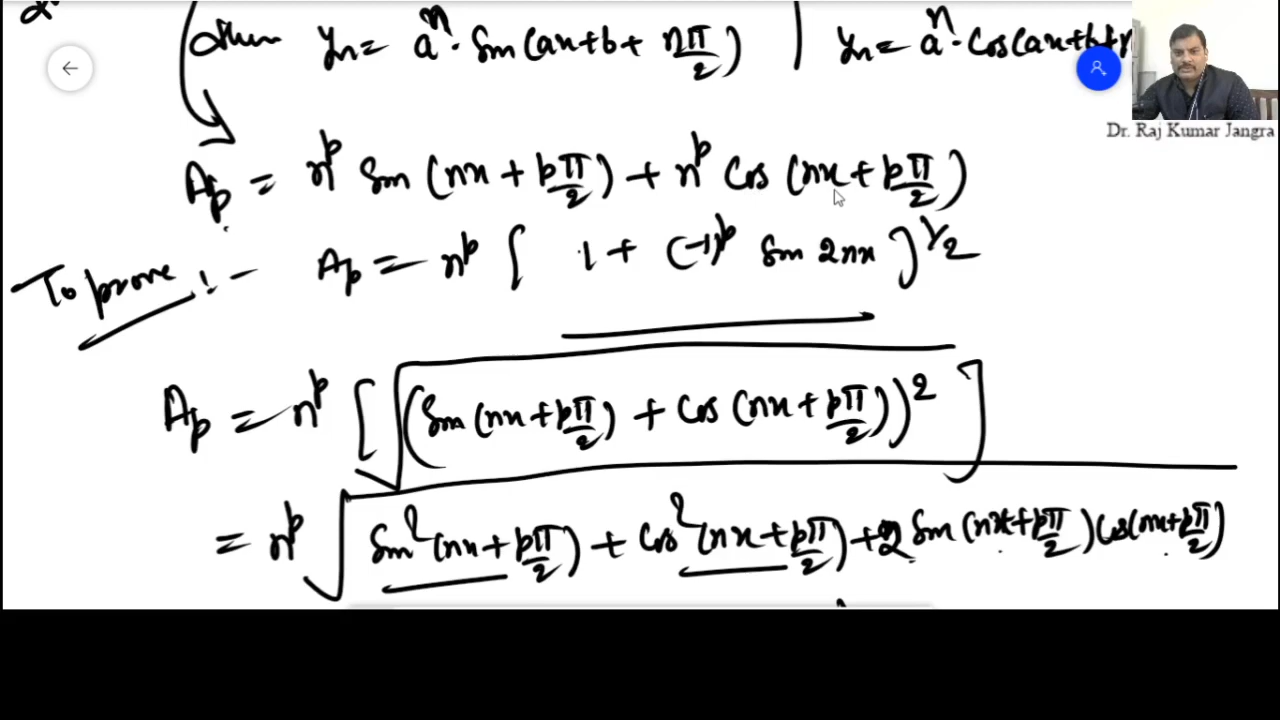 then yn = a^n . Sin(ax+b + nπ/2) | yn = a^n . Cos(ax+b+n
Dr. Raj Kumar Jangra
Ap = n^p Sin (nx + pπ/2) + n^p Cos (nx + pπ/2)
To prove :- Ap = n^p [ 1 + (-1)^p Sin 2nx ]^1/2
Ap = n^p [ √(Sin (nx + pπ/2) + Cos (nx + pπ/2))^2 ]
= n^p √ Sin^2 (nx + pπ/2) + Cos^2 (nx + pπ/2) + 2 Sin (nx + pπ/2) Cos (nx + pπ/2)